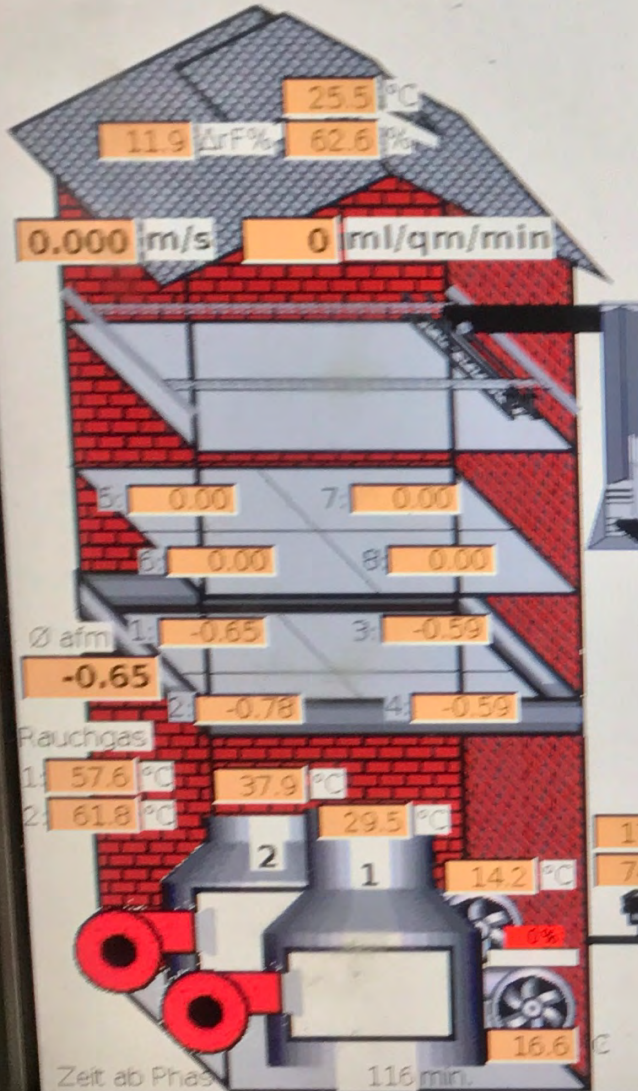 25.5 °C
11.9 ΔrF% 62.6 %
0.000 m/s 0 ml/qm/min
5: 0.00 7: 0.00
6: 0.00 8: 0.00
Ø afm 1: -0.65 3: -0.59
-0.65
2: -0.78 4: -0.59
Rauchgas
1: 57.6 °C 37.9 °C
2: 61.8 °C 29.5 °C
2 1 14.2 °C
0%
16.6 C
Zeit ab Phas 116 min.